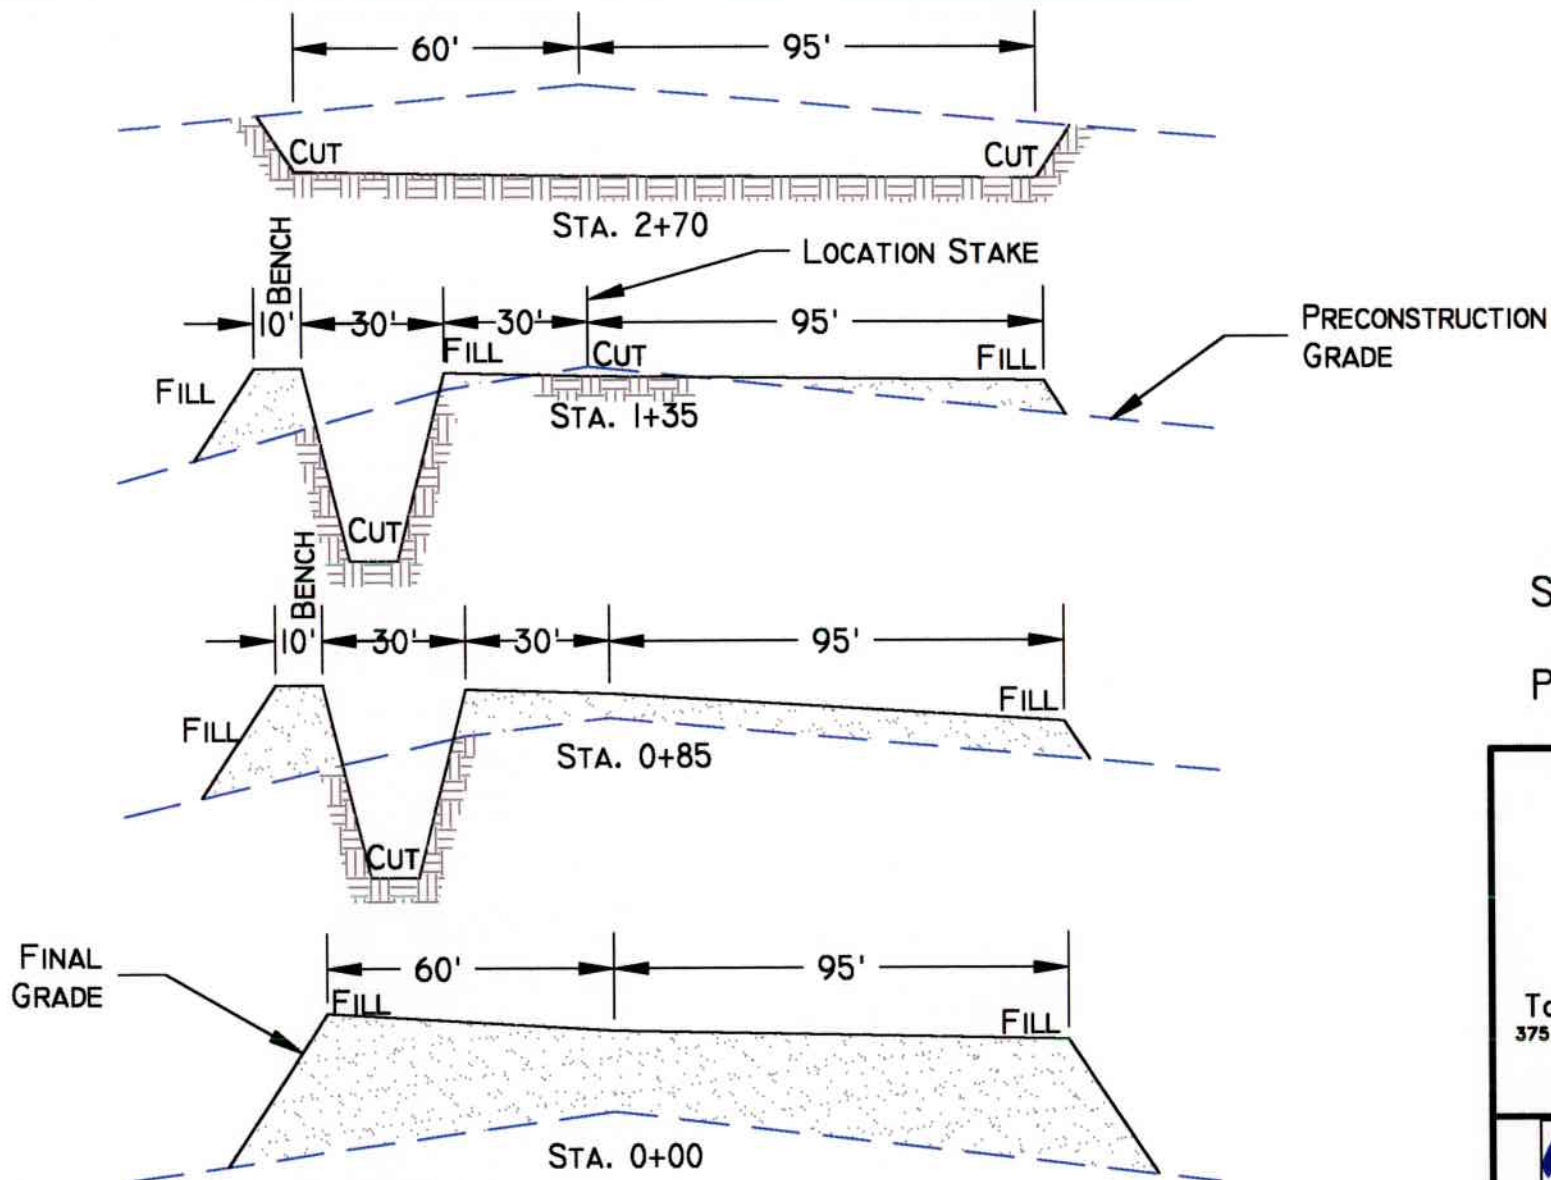 60' 95'
CUT CUT
STA. 2+70
BENCH
LOCATION STAKE
10' 30' 30' 95'
PRECONSTRUCTION
GRADE
FILL CUT FILL
FILL
STA. 1+35
CUT
BENCH
10' 30' 30' 95'
FILL
FILL
STA. 0+85
CUT
FINAL
GRADE
60' 95'
FILL FILL
STA. 0+00
S
P
375